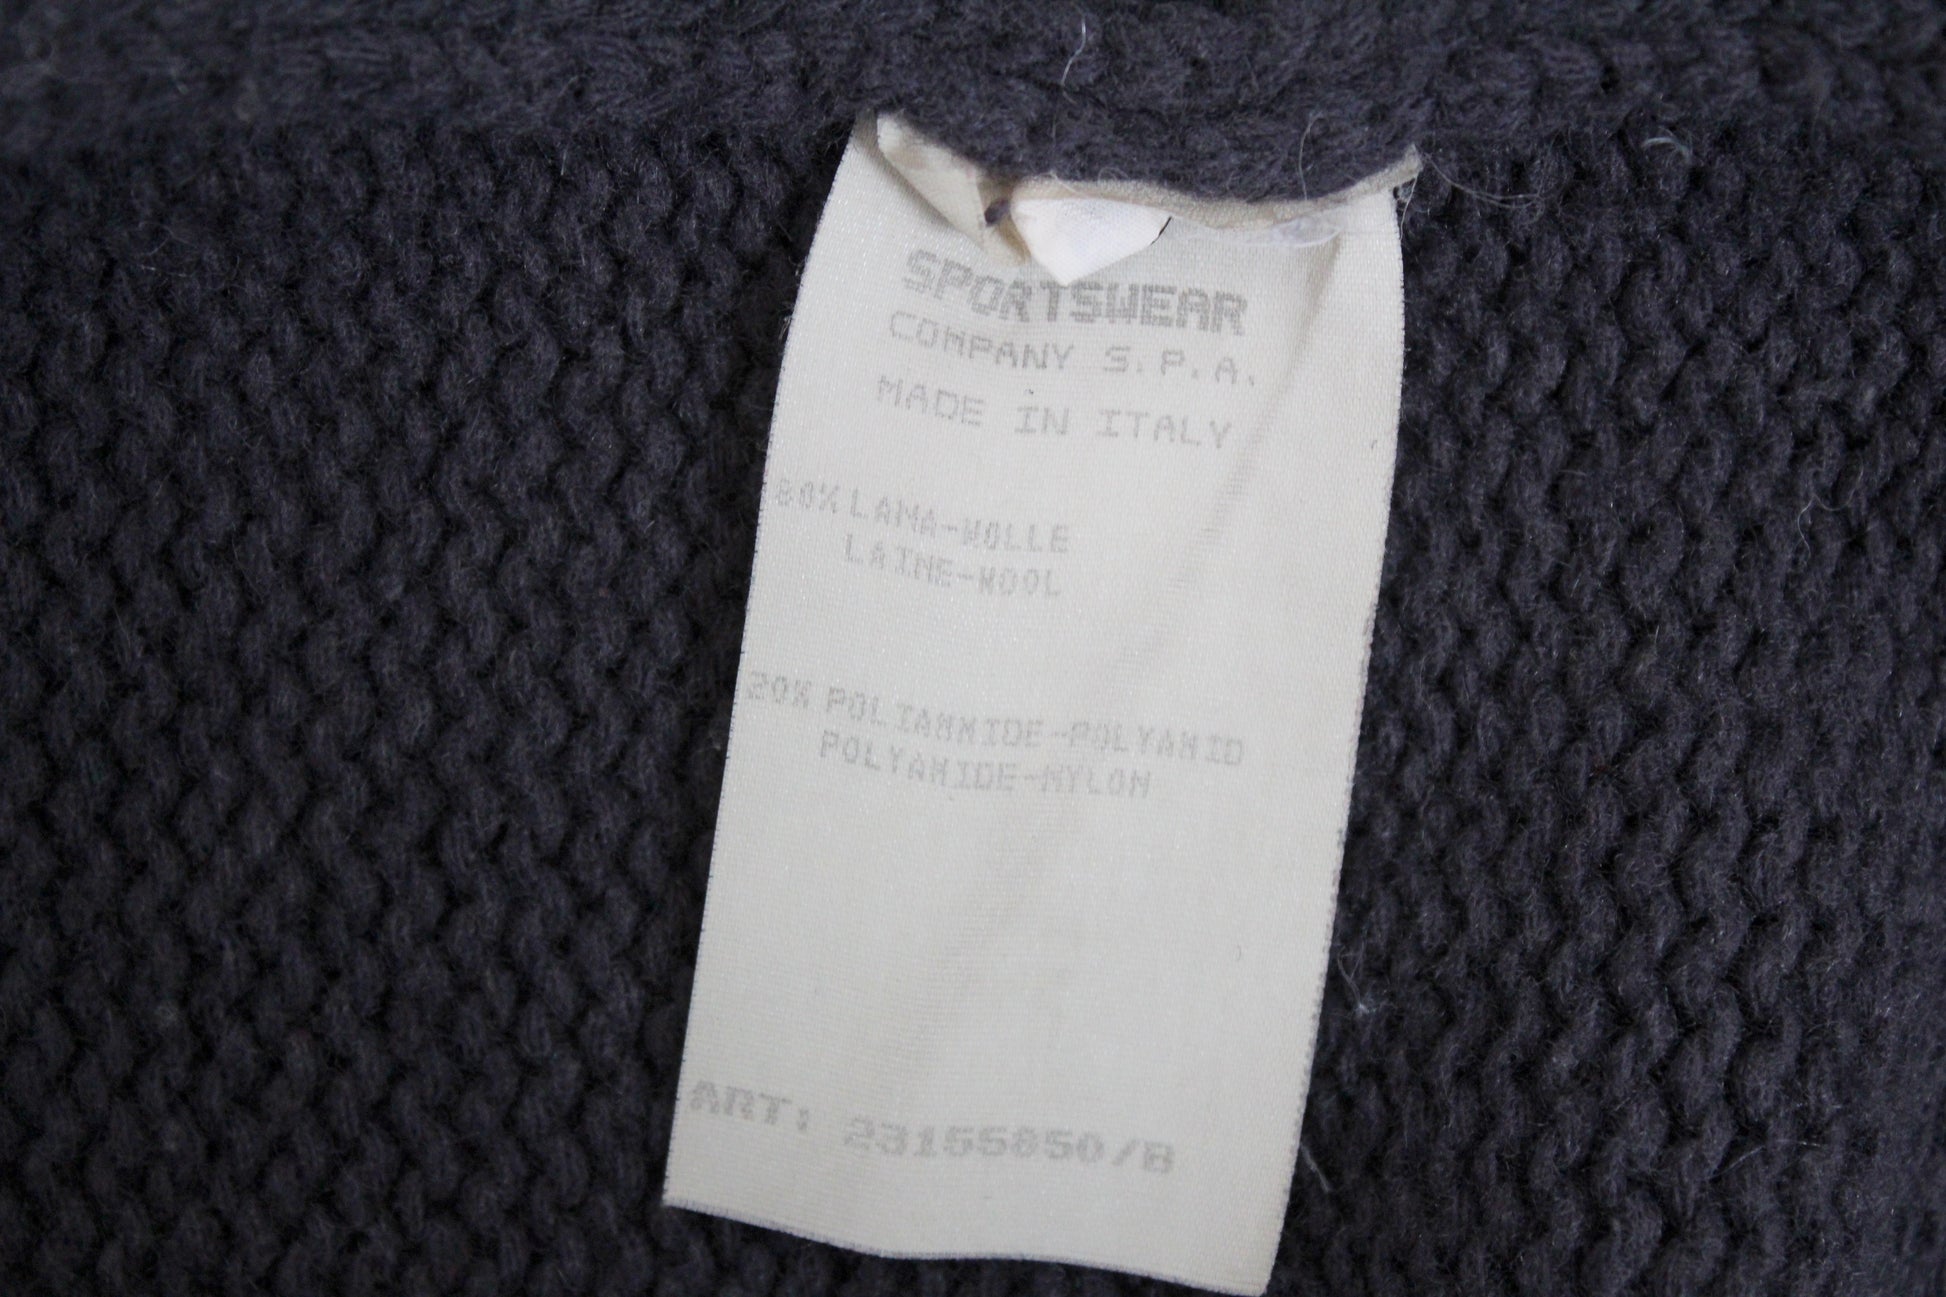 SPORTSWEAR
COMPANY S.P.A.
MADE IN ITALY
80% LANA-WOLLE
LAINE-WOOL
20% POLIAMMIDE-POLYAMID
POLYAMIDE-NYLON
ART: 23155850/B